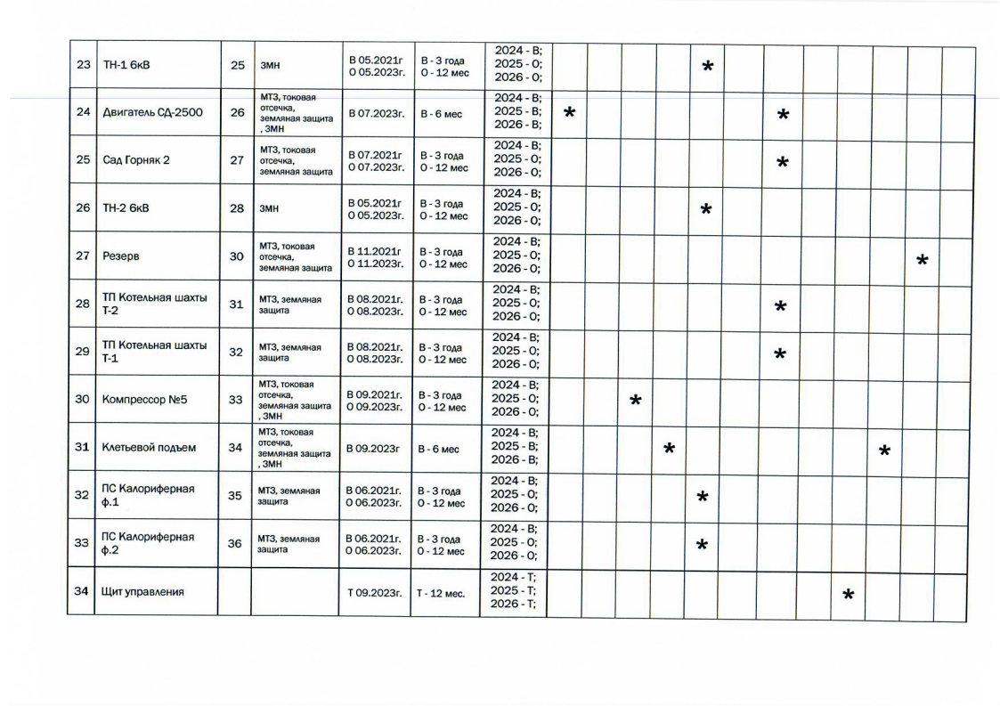 23 ТН-1 6кВ 25 ЗМН В 05.2021г О 05.2023г. В - 3 года О - 12 мес 2024 - В; 2025 - О; 2026 - О; *
24 Двигатель СД-2500 26 МТЗ, токовая отсечка, земляная защита , ЗМН В 07.2023г. В - 6 мес 2024 - В; 2025 - В; 2026 - В; * *
25 Сад Горняк 2 27 МТЗ, токовая отсечка, земляная защита В 07.2021г О 07.2023г. В - 3 года О - 12 мес 2024 - В; 2025 - О; 2026 - О; *
26 ТН-2 6кВ 28 ЗМН В 05.2021г О 05.2023г. В - 3 года О - 12 мес 2024 - В; 2025 - О; 2026 - О; *
27 Резерв 30 МТЗ, токовая отсечка, земляная защита В 11.2021г О 11.2023г. В - 3 года О - 12 мес 2024 - В; 2025 - О; 2026 - О; *
28 ТП Котельная шахты Т-2 31 МТЗ, земляная защита В 08.2021г О 08.2023г. В - 3 года О - 12 мес 2024 - В; 2025 - О; 2026 - О; *
29 ТП Котельная шахты Т-1 32 МТЗ, земляная защита В 08.2021г О 08.2023г. В - 3 года О - 12 мес 2024 - В; 2025 - О; 2026 - О; *
30 Компрессор №5 33 МТЗ, токовая отсечка, земляная защита , ЗМН В 09.2021г. О 09.2023г. В - 3 года О - 12 мес 2024 - В; 2025 - О; 2026 - О; *
31 Клетьевой подъем 34 МТЗ, токовая отсечка, земляная защита , ЗМН В 09.2023г В - 6 мес 2024 - В; 2025 - В; 2026 - В; * *
32 ПС Калориферная ф.1 35 МТЗ, земляная защита В 06.2021г. О 06.2023г. В - 3 года О - 12 мес 2024 - В; 2025 - О; 2026 - О; *
33 ПС Калориферная ф.2 36 МТЗ, земляная защита В 06.2021г. О 06.2023г. В - 3 года О - 12 мес 2024 - В; 2025 - О; 2026 - О; *
34 Щит управления Т 09.2023г. Т - 12 мес. 2024 - Т; 2025 - Т; 2026 - Т; *